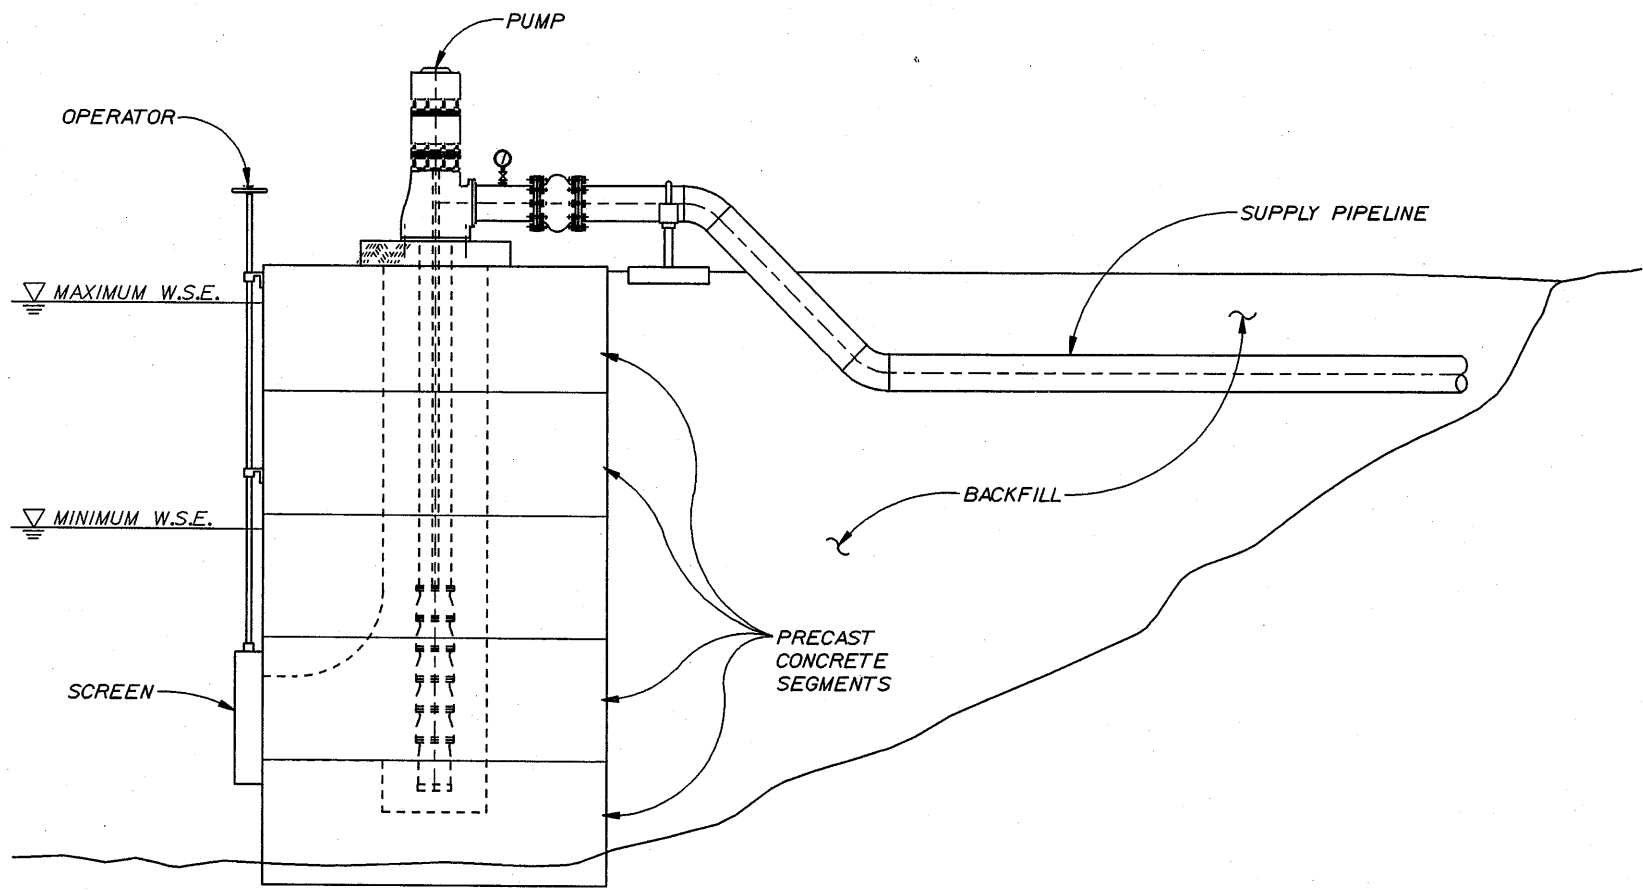 PUMP
OPERATOR
SUPPLY PIPELINE
MAXIMUM W.S.E.
BACKFILL
MINIMUM W.S.E.
PRECAST
CONCRETE
SEGMENTS
SCREEN